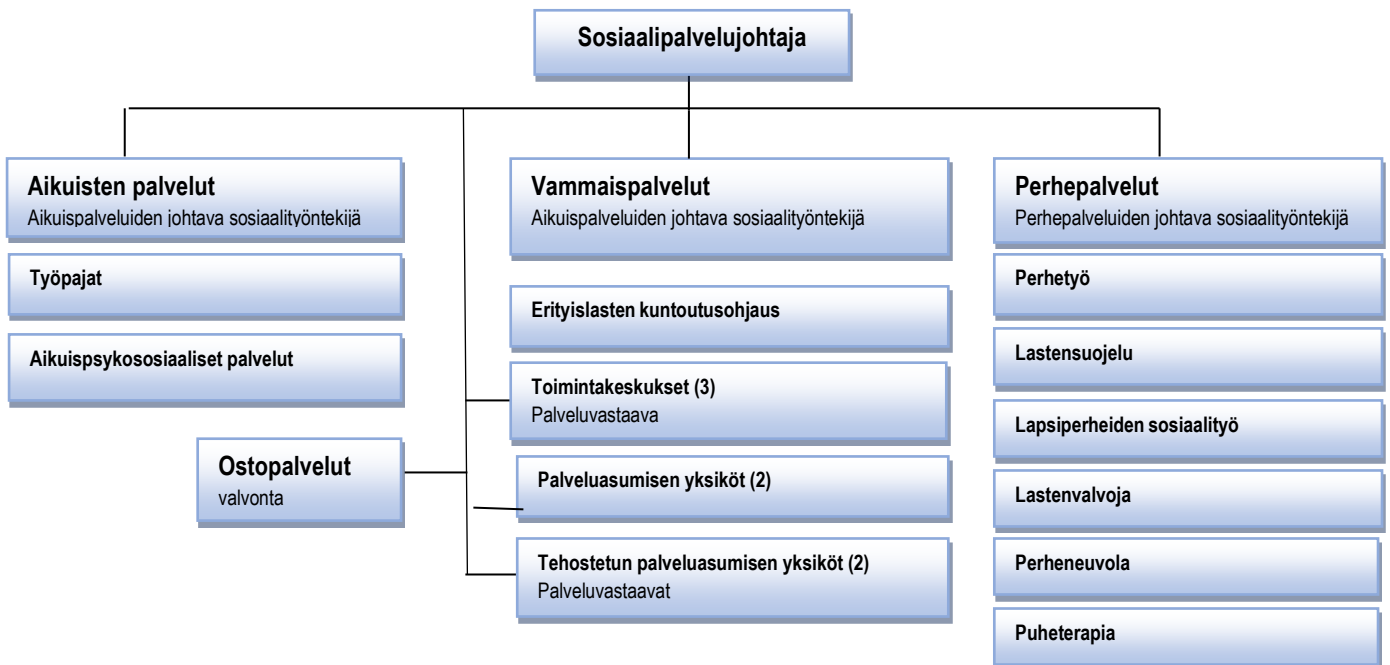 Sosiaalipalvelujohtaja
Aikuisten palvelut
Aikuispalveluiden johtava sosiaalityöntekijä
Työpajat
Aikuispsykososiaaliset palvelut
Ostopalvelut
valvonta
Vammaispalvelut
Aikuispalveluiden johtava sosiaalityöntekijä
Erityislasten kuntoutusohjaus
Toimintakeskukset (3)
Palveluvastaava
Palveluasumisen yksiköt (2)
Tehostetun palveluasumisen yksiköt (2)
Palveluvastaavat
Perhepalvelut
Perhepalveluiden johtava sosiaalityöntekijä
Perhetyö
Lastensuojelu
Lapsiperheiden sosiaalityö
Lastenvalvoja
Perheneuvola
Puheterapia